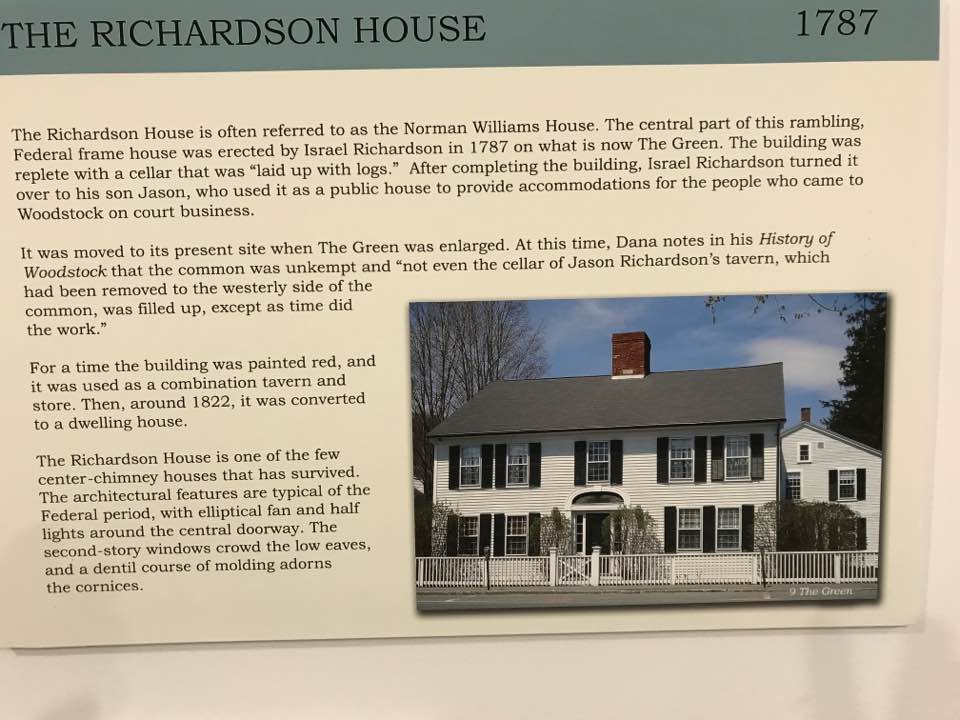 THE RICHARDSON HOUSE 1787
The Richardson House is often referred to as the Norman Williams House. The central part of this rambling,
Federal frame house was erected by Israel Richardson in 1787 on what is now The Green. The building was
replete with a cellar that was “laid up with logs.” After completing the building, Israel Richardson turned it
over to his son Jason, who used it as a public house to provide accommodations for the people who came to
Woodstock on court business.
It was moved to its present site when The Green was enlarged. At this time, Dana notes in his History of
Woodstock that the common was unkempt and “not even the cellar of Jason Richardson’s tavern, which
had been removed to the westerly side of the
common, was filled up, except as time did
the work.”
For a time the building was painted red, and
it was used as a combination tavern and
store. Then, around 1822, it was converted
to a dwelling house.
The Richardson House is one of the few
center-chimney houses that has survived.
The architectural features are typical of the
Federal period, with elliptical fan and half
lights around the central doorway. The
second-story windows crowd the low eaves,
and a dentil course of molding adorns
the cornices.
9 The Green